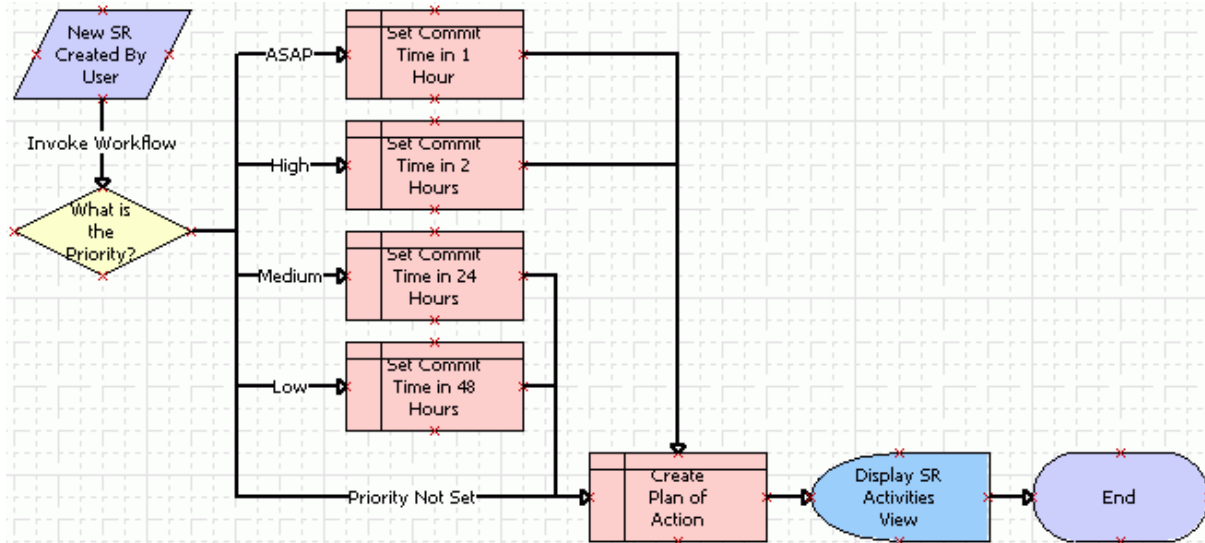 New SR
Created By
User
Invoke Workflow
What is
the
Priority?
ASAP
Set Commit
Time in 1
Hour
High
Set Commit
Time in 2
Hours
Medium
Set Commit
Time in 24
Hours
Low
Set Commit
Time in 48
Hours
Priority Not Set
Create
Plan of
Action
Display SR
Activities
View
End